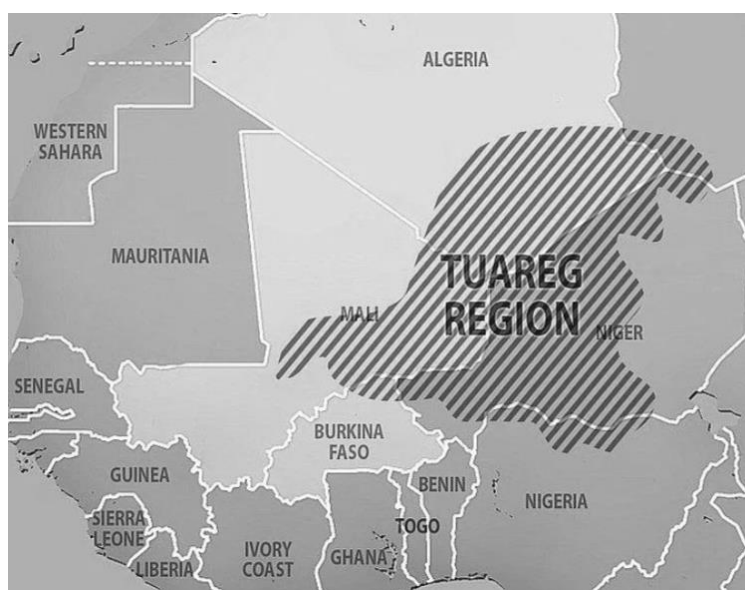 ALGERIA
WESTERN
SAHARA
MAURITANIA
TUAREG
REGION
MALI
NIGER
SENEGAL
BURKINA
FASO
GUINEA
BENIN
NIGERIA
SIERRA
LEONE
TOGO
IVORY
COAST
GHANA
LIBERIA